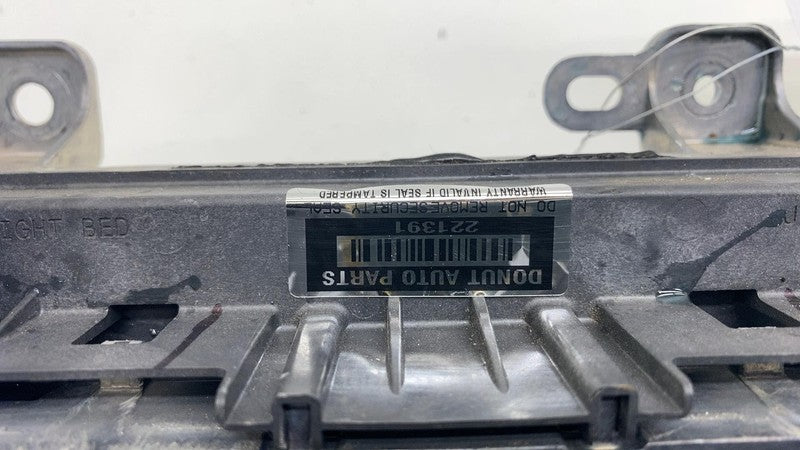 IGHT BED
DONUT AUTO PARTS
221391
DO NOT REMOVE SECURITY SEAL
WARRANTY INVALID IF SEAL IS TAMPERED